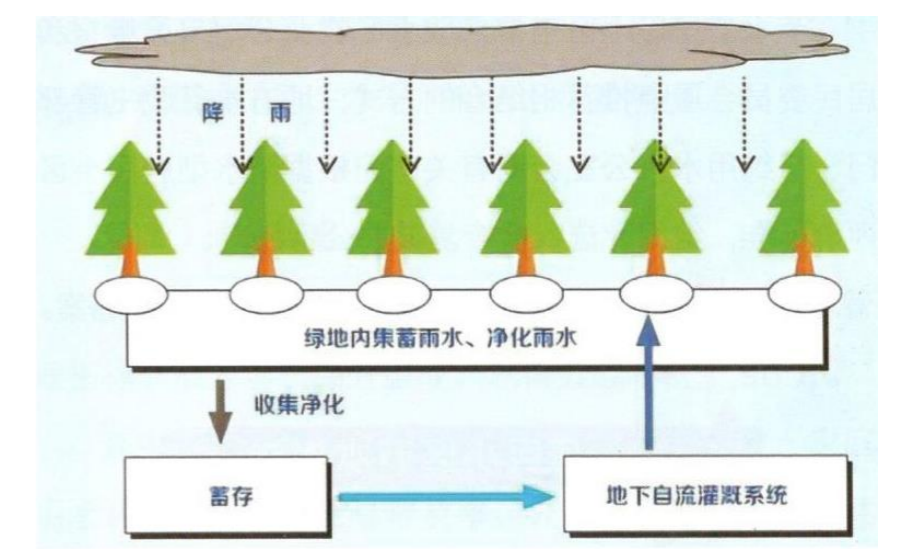 降 雨
绿地内集蓄雨水、净化雨水
收集净化
蓄存
地下自流灌溉系统